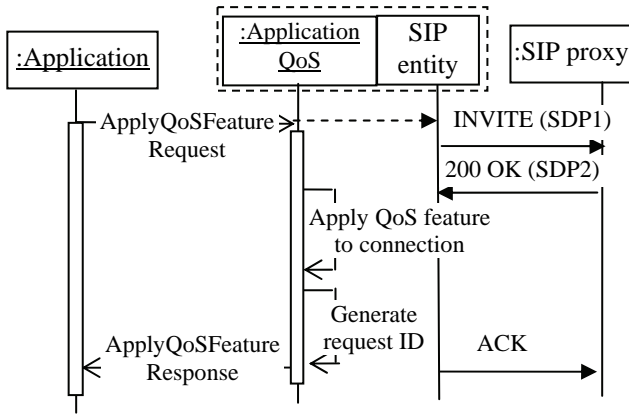 :Application
:Application
QoS
SIP
entity
:SIP proxy
ApplyQoSFeature
Request
INVITE (SDP1)
200 OK (SDP2)
Apply QoS feature
to connection
Generate
request ID
ApplyQoSFeature
Response
ACK